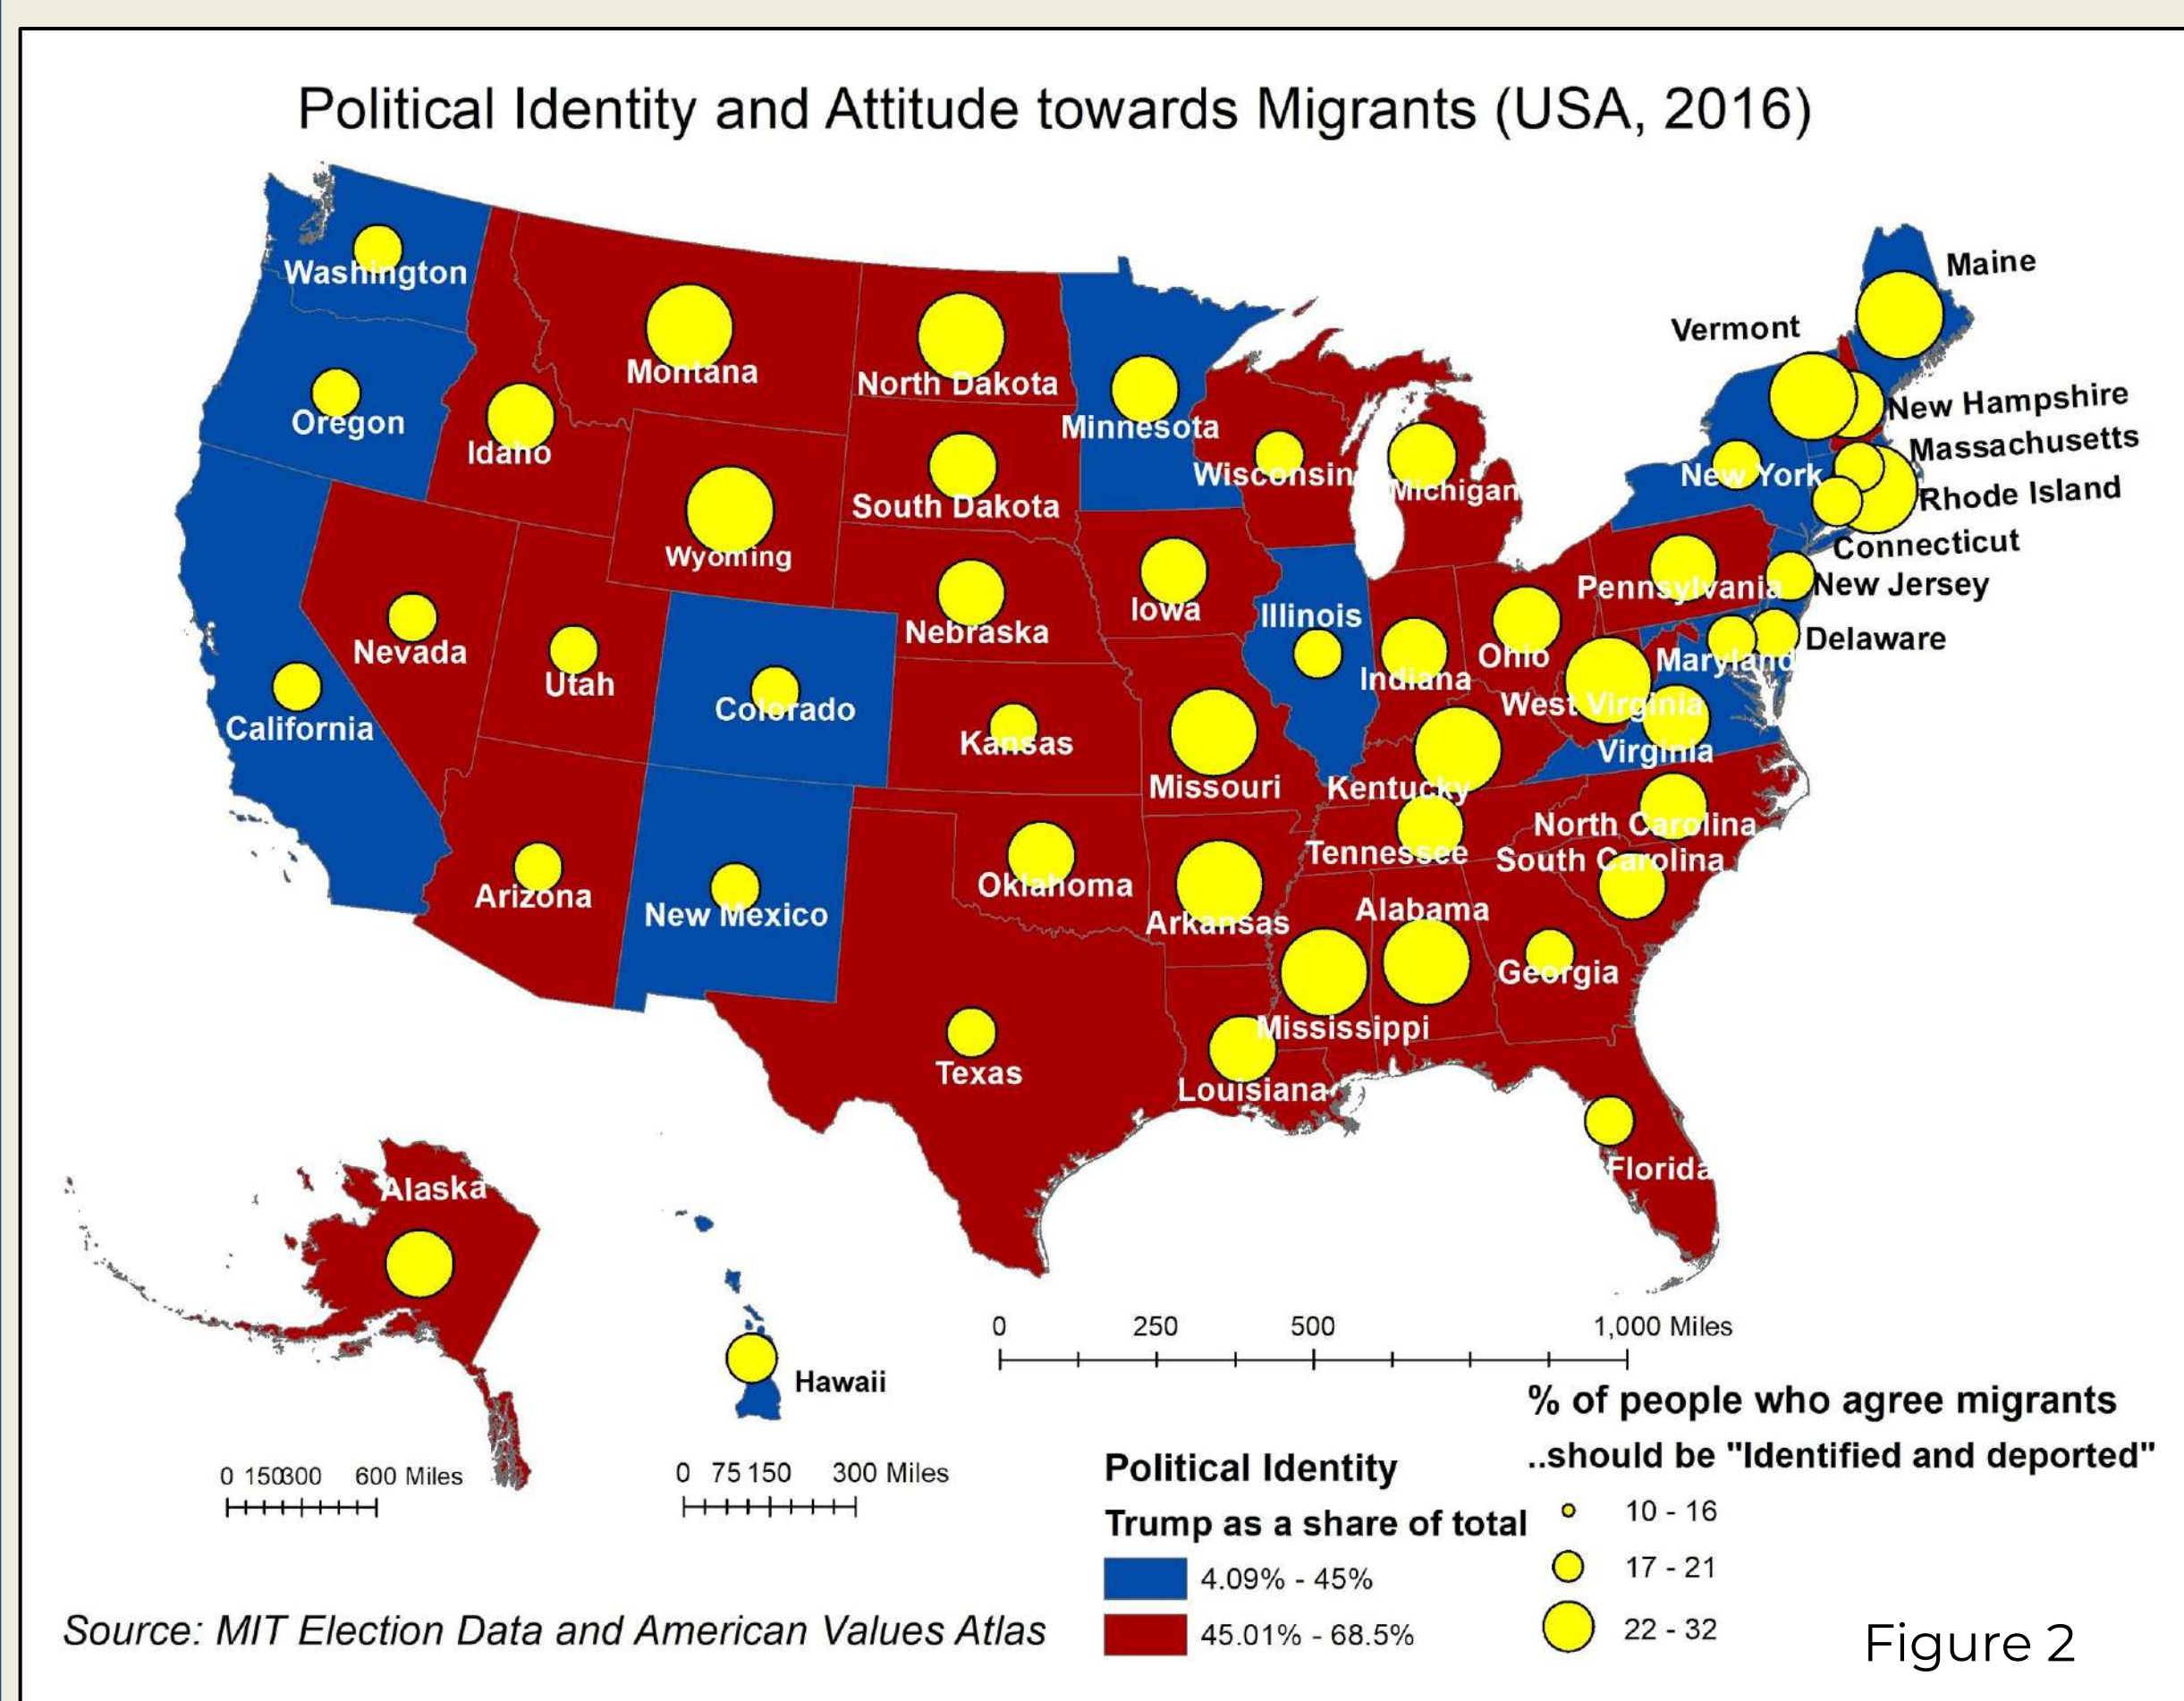 Political Identity and Attitude towards Migrants (USA, 2016)
Maine
Washington
Vermont
Montana
North Dakota
New Hampshire
Oregon
Minnesota
Idaho
Massachusetts
Wisconsin
New York
Michigan
South Dakota
Rhode Island
Connecticut
Wyoming
Pennsylvania
New Jersey
Iowa
Illinois
Nebraska
Delaware
Nevada
Ohio
Maryland
Utah
Indiana
Colorado
West Virginia
California
Kansas
Virginia
Missouri
Kentucky
North Carolina
Tennessee
South Carolina
Oklahoma
Arizona
New Mexico
Alabama
Arkansas
Georgia
Mississippi
Texas
Louisiana
Florida
Alaska
Hawaii
0 250 500 1,000 Miles
0 150300 600 Miles
0 75 150 300 Miles
% of people who agree migrants
..should be "Identified and deported"
10 - 16
17 - 21
22 - 32
Political Identity
Trump as a share of total
4.09% - 45%
45.01% - 68.5%
Source: MIT Election Data and American Values Atlas
Figure 2